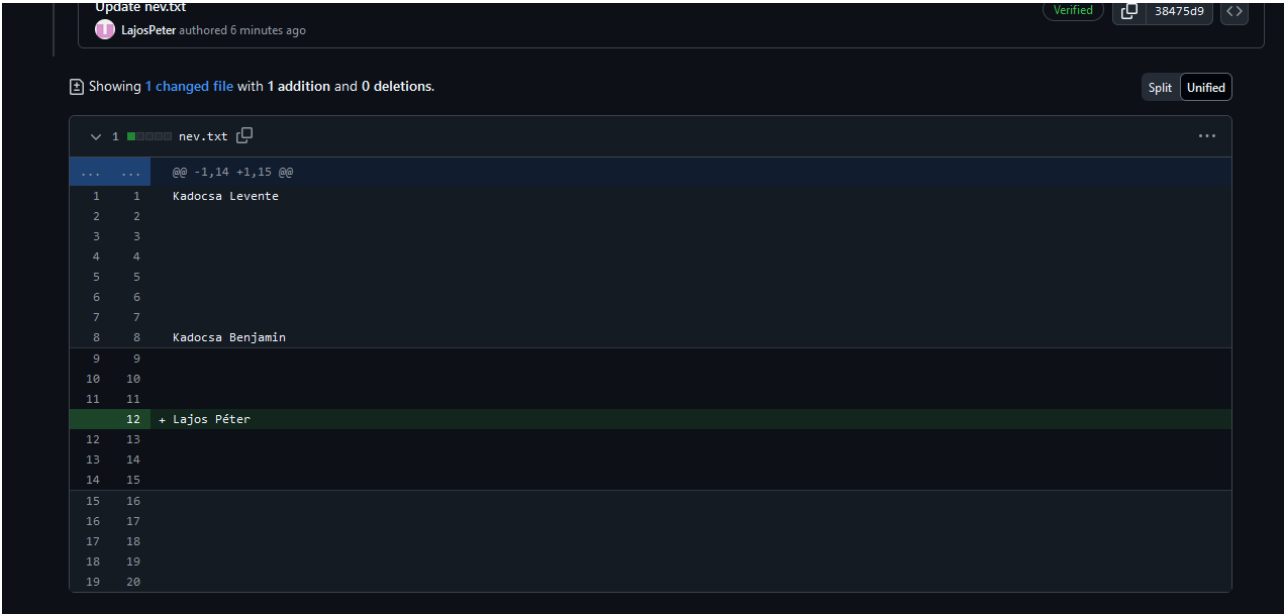 Update nev.txt
Verified 38475d9
LajosPeter authored 6 minutes ago
Showing 1 changed file with 1 addition and 0 deletions.
Split Unified
1 nev.txt ...
... ... @@ -1,14 +1,15 @@
1 1 Kadocsa Levente
2 2
3 3
4 4
5 5
6 6
7 7
8 8 Kadocsa Benjamin
9 9
10 10
11 11
12 + Lajos Péter
12 13
13 14
14 15
15 16
16 17
17 18
18 19
19 20